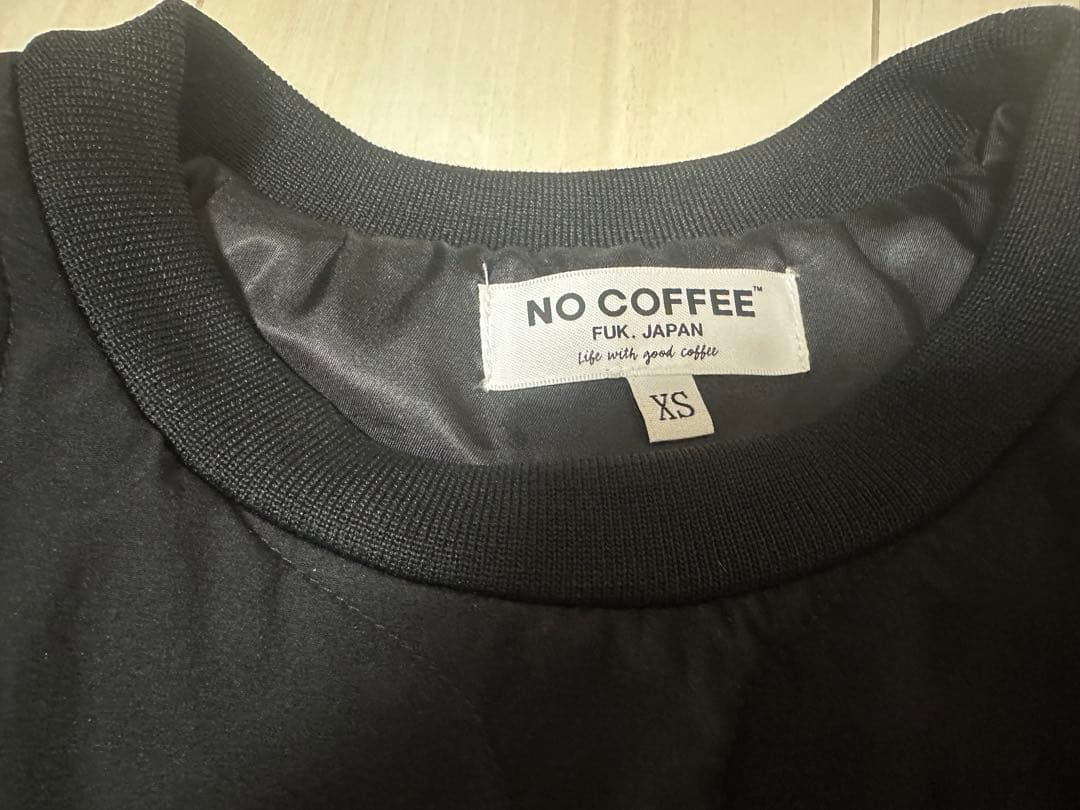 NO COFFEE™
FUK. JAPAN
Life with good coffee
XS